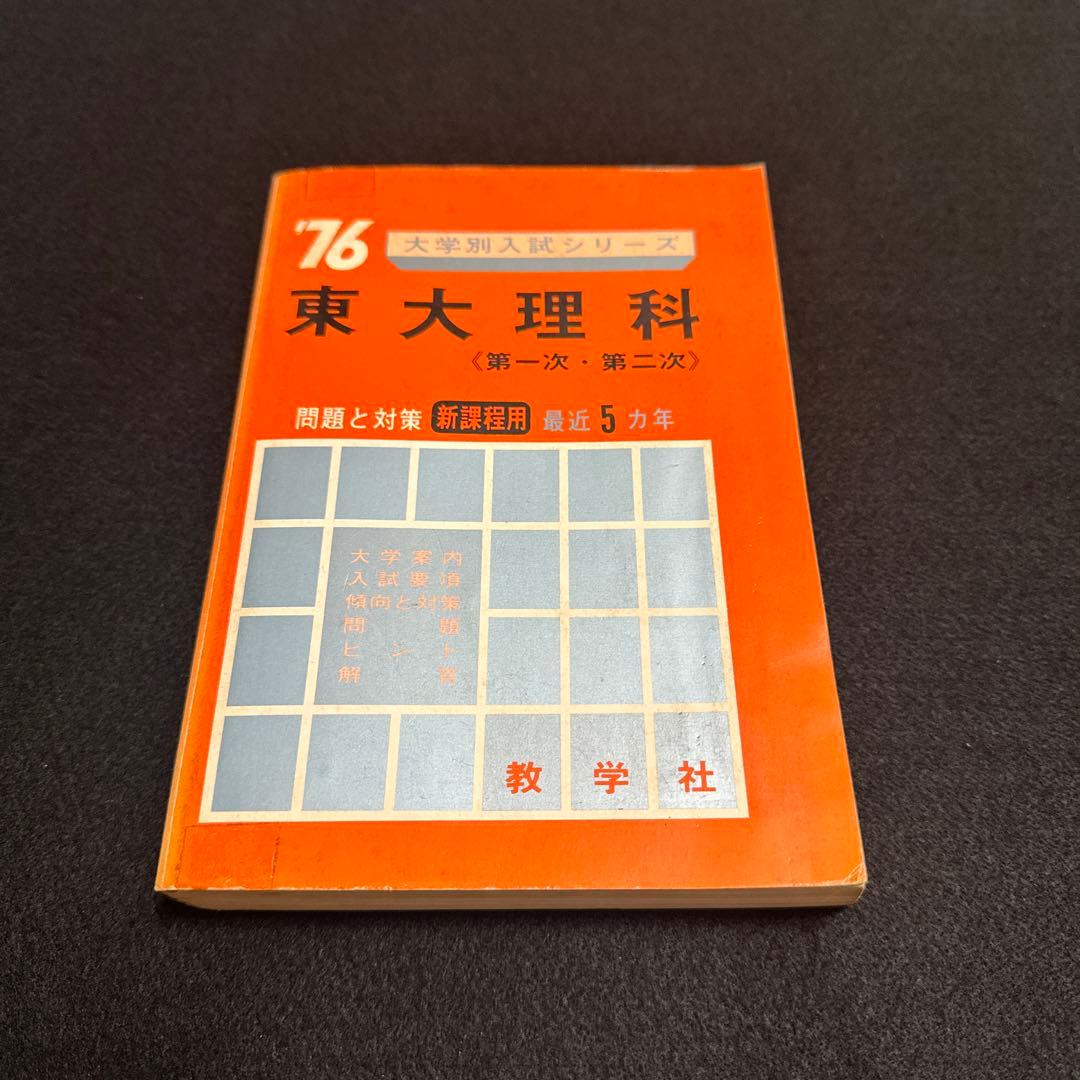 '76 大学別入試シリーズ
東大理科
《第一次・第二次》
問題と対策 新課程用 最近5カ年
大学案内
入試要項
傾向と対策
問題
ヒント
解答
教学社